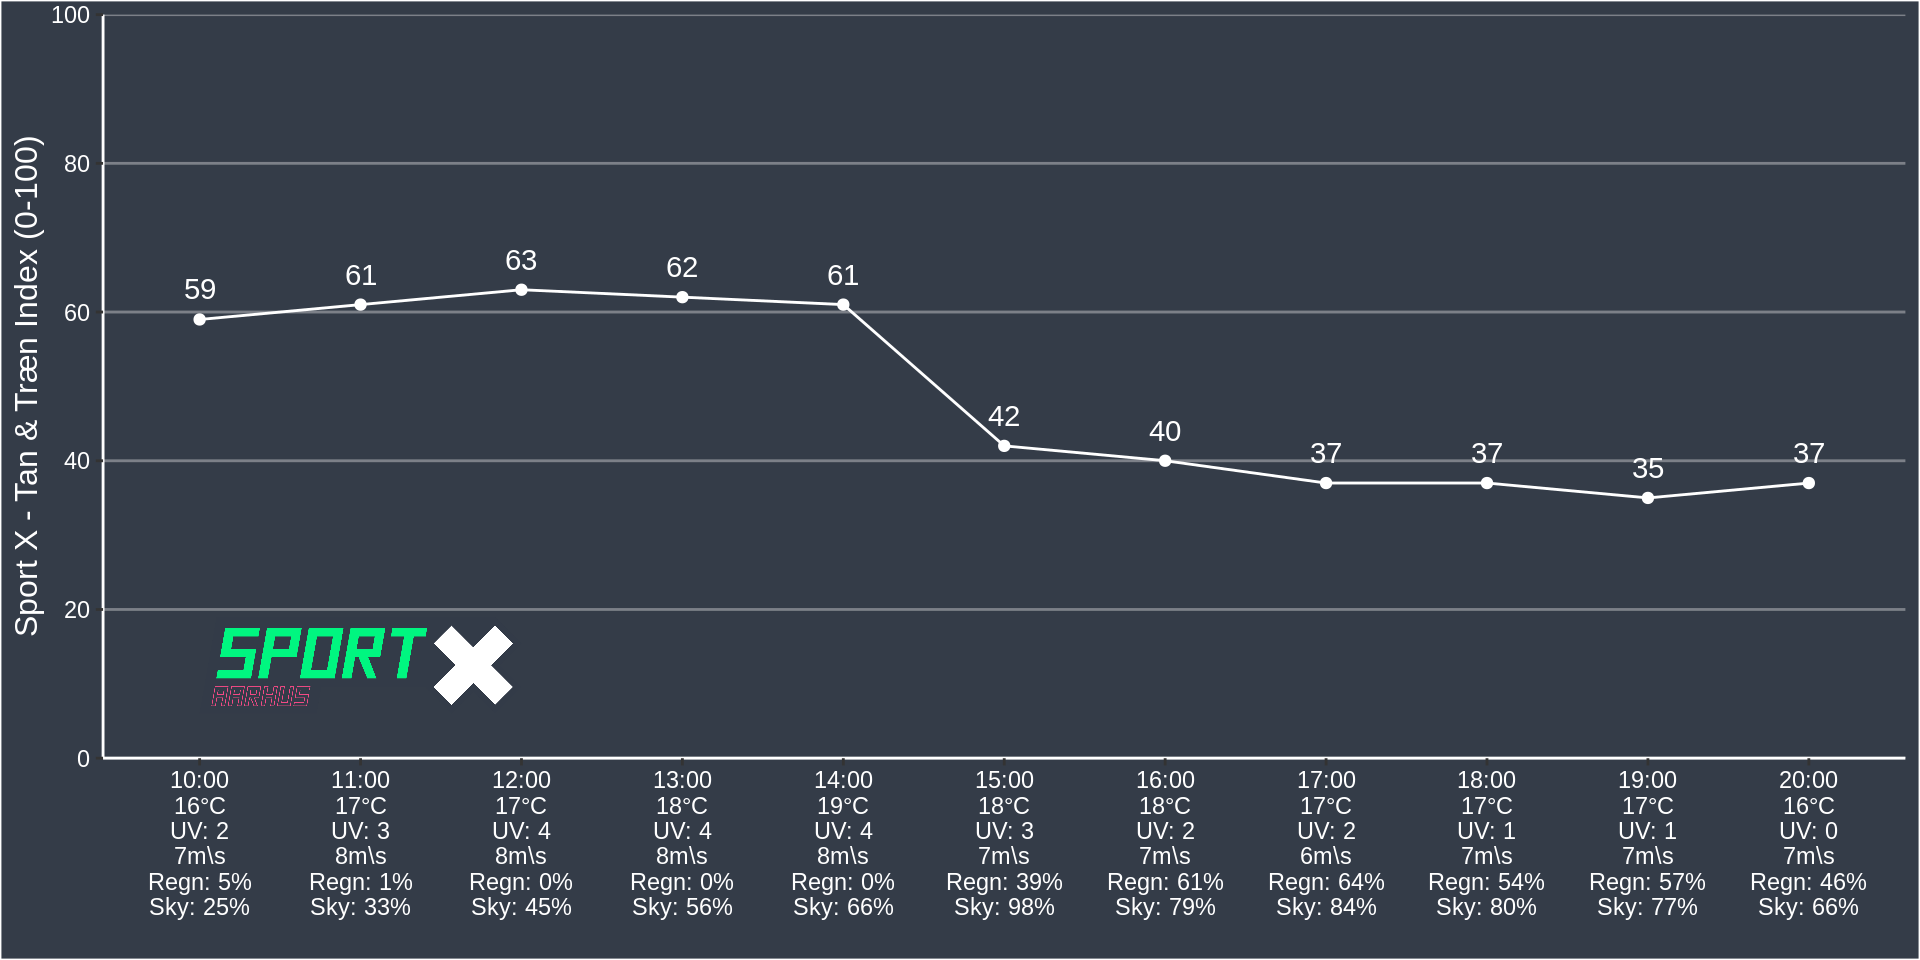 Sport X - Tan & Træn Index (0-100)
100
80
60
40
20
0
59
61
63
62
61
42
40
37
37
35
37
SPORT X
AARHUS
10:00 11:00 12:00 13:00 14:00 15:00 16:00 17:00 18:00 19:00 20:00
16°C 17°C 17°C 18°C 19°C 18°C 18°C 17°C 17°C 17°C 16°C
UV: 2 UV: 3 UV: 4 UV: 4 UV: 4 UV: 3 UV: 2 UV: 2 UV: 1 UV: 1 UV: 0
7m\s 8m\s 8m\s 8m\s 8m\s 7m\s 7m\s 6m\s 7m\s 7m\s 7m\s
Regn: 5% Regn: 1% Regn: 0% Regn: 0% Regn: 0% Regn: 39% Regn: 61% Regn: 64% Regn: 54% Regn: 57% Regn: 46%
Sky: 25% Sky: 33% Sky: 45% Sky: 56% Sky: 66% Sky: 98% Sky: 79% Sky: 84% Sky: 80% Sky: 77% Sky: 66%